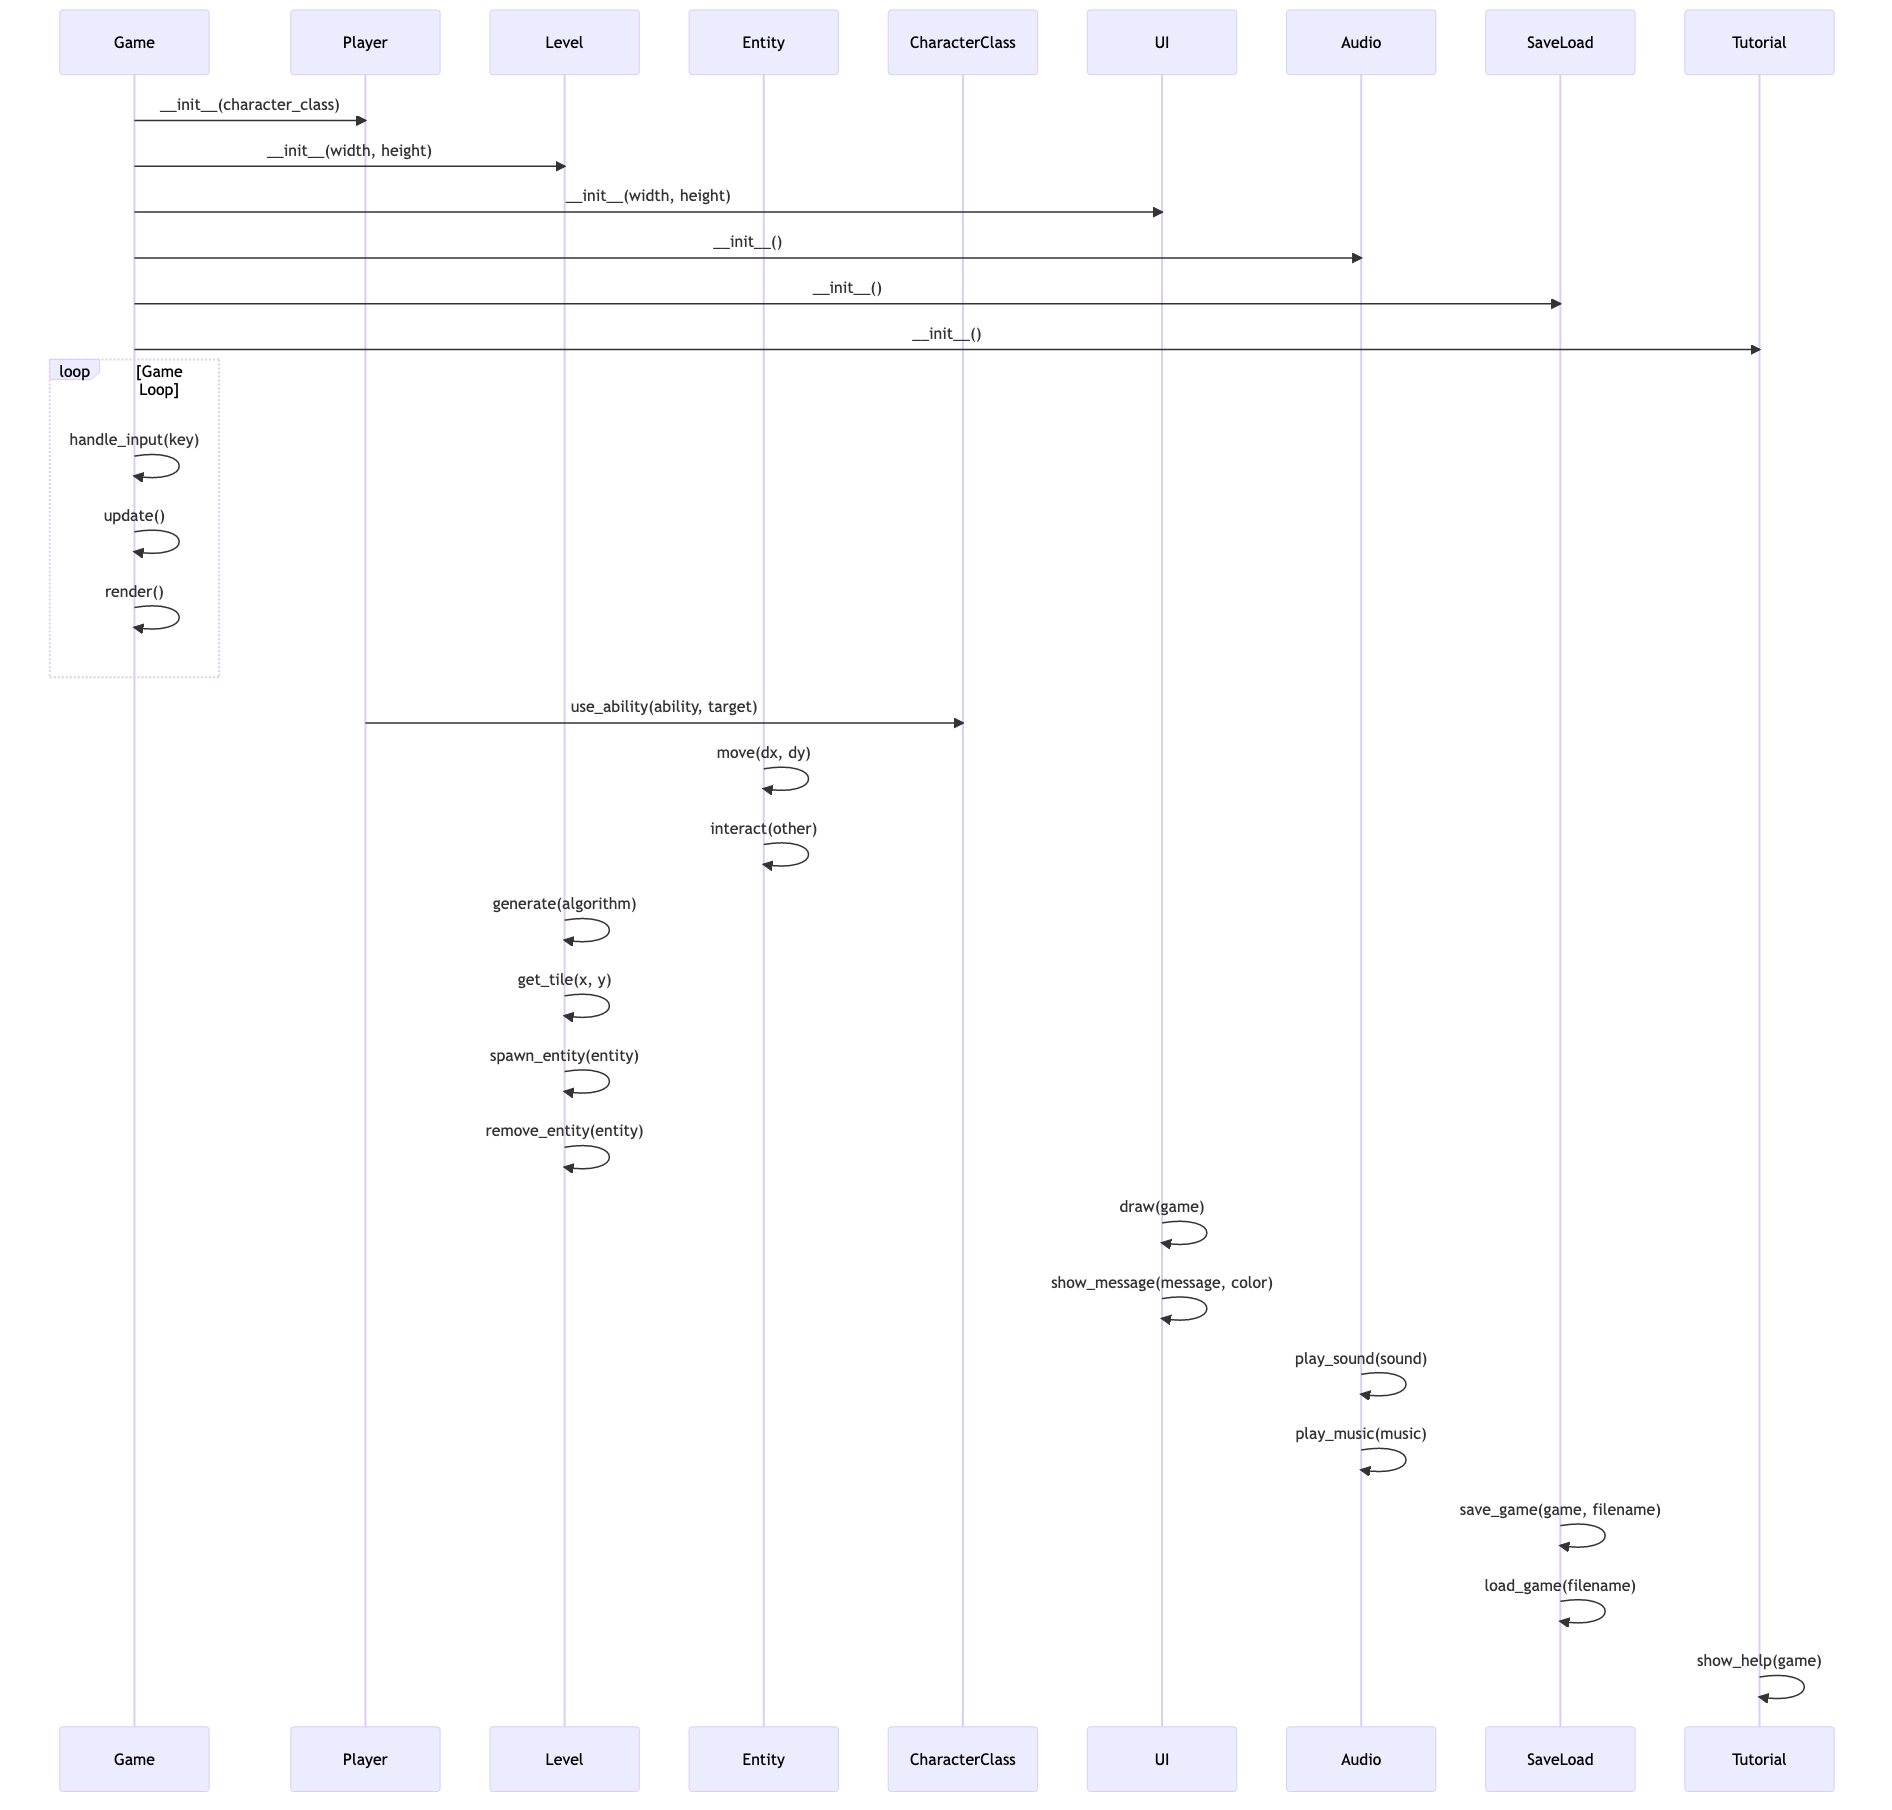 Game
Player
Level
Entity
CharacterClass
UI
Audio
SaveLoad
Tutorial
__init__(character_class)
__init__(width, height)
__init__(width, height)
__init__()
__init__()
__init__()
loop
[Game
Loop]
handle_input(key)
update()
render()
use_ability(ability, target)
move(dx, dy)
interact(other)
generate(algorithm)
get_tile(x, y)
spawn_entity(entity)
remove_entity(entity)
draw(game)
show_message(message, color)
play_sound(sound)
play_music(music)
save_game(game, filename)
load_game(filename)
show_help(game)
Game
Player
Level
Entity
CharacterClass
UI
Audio
SaveLoad
Tutorial